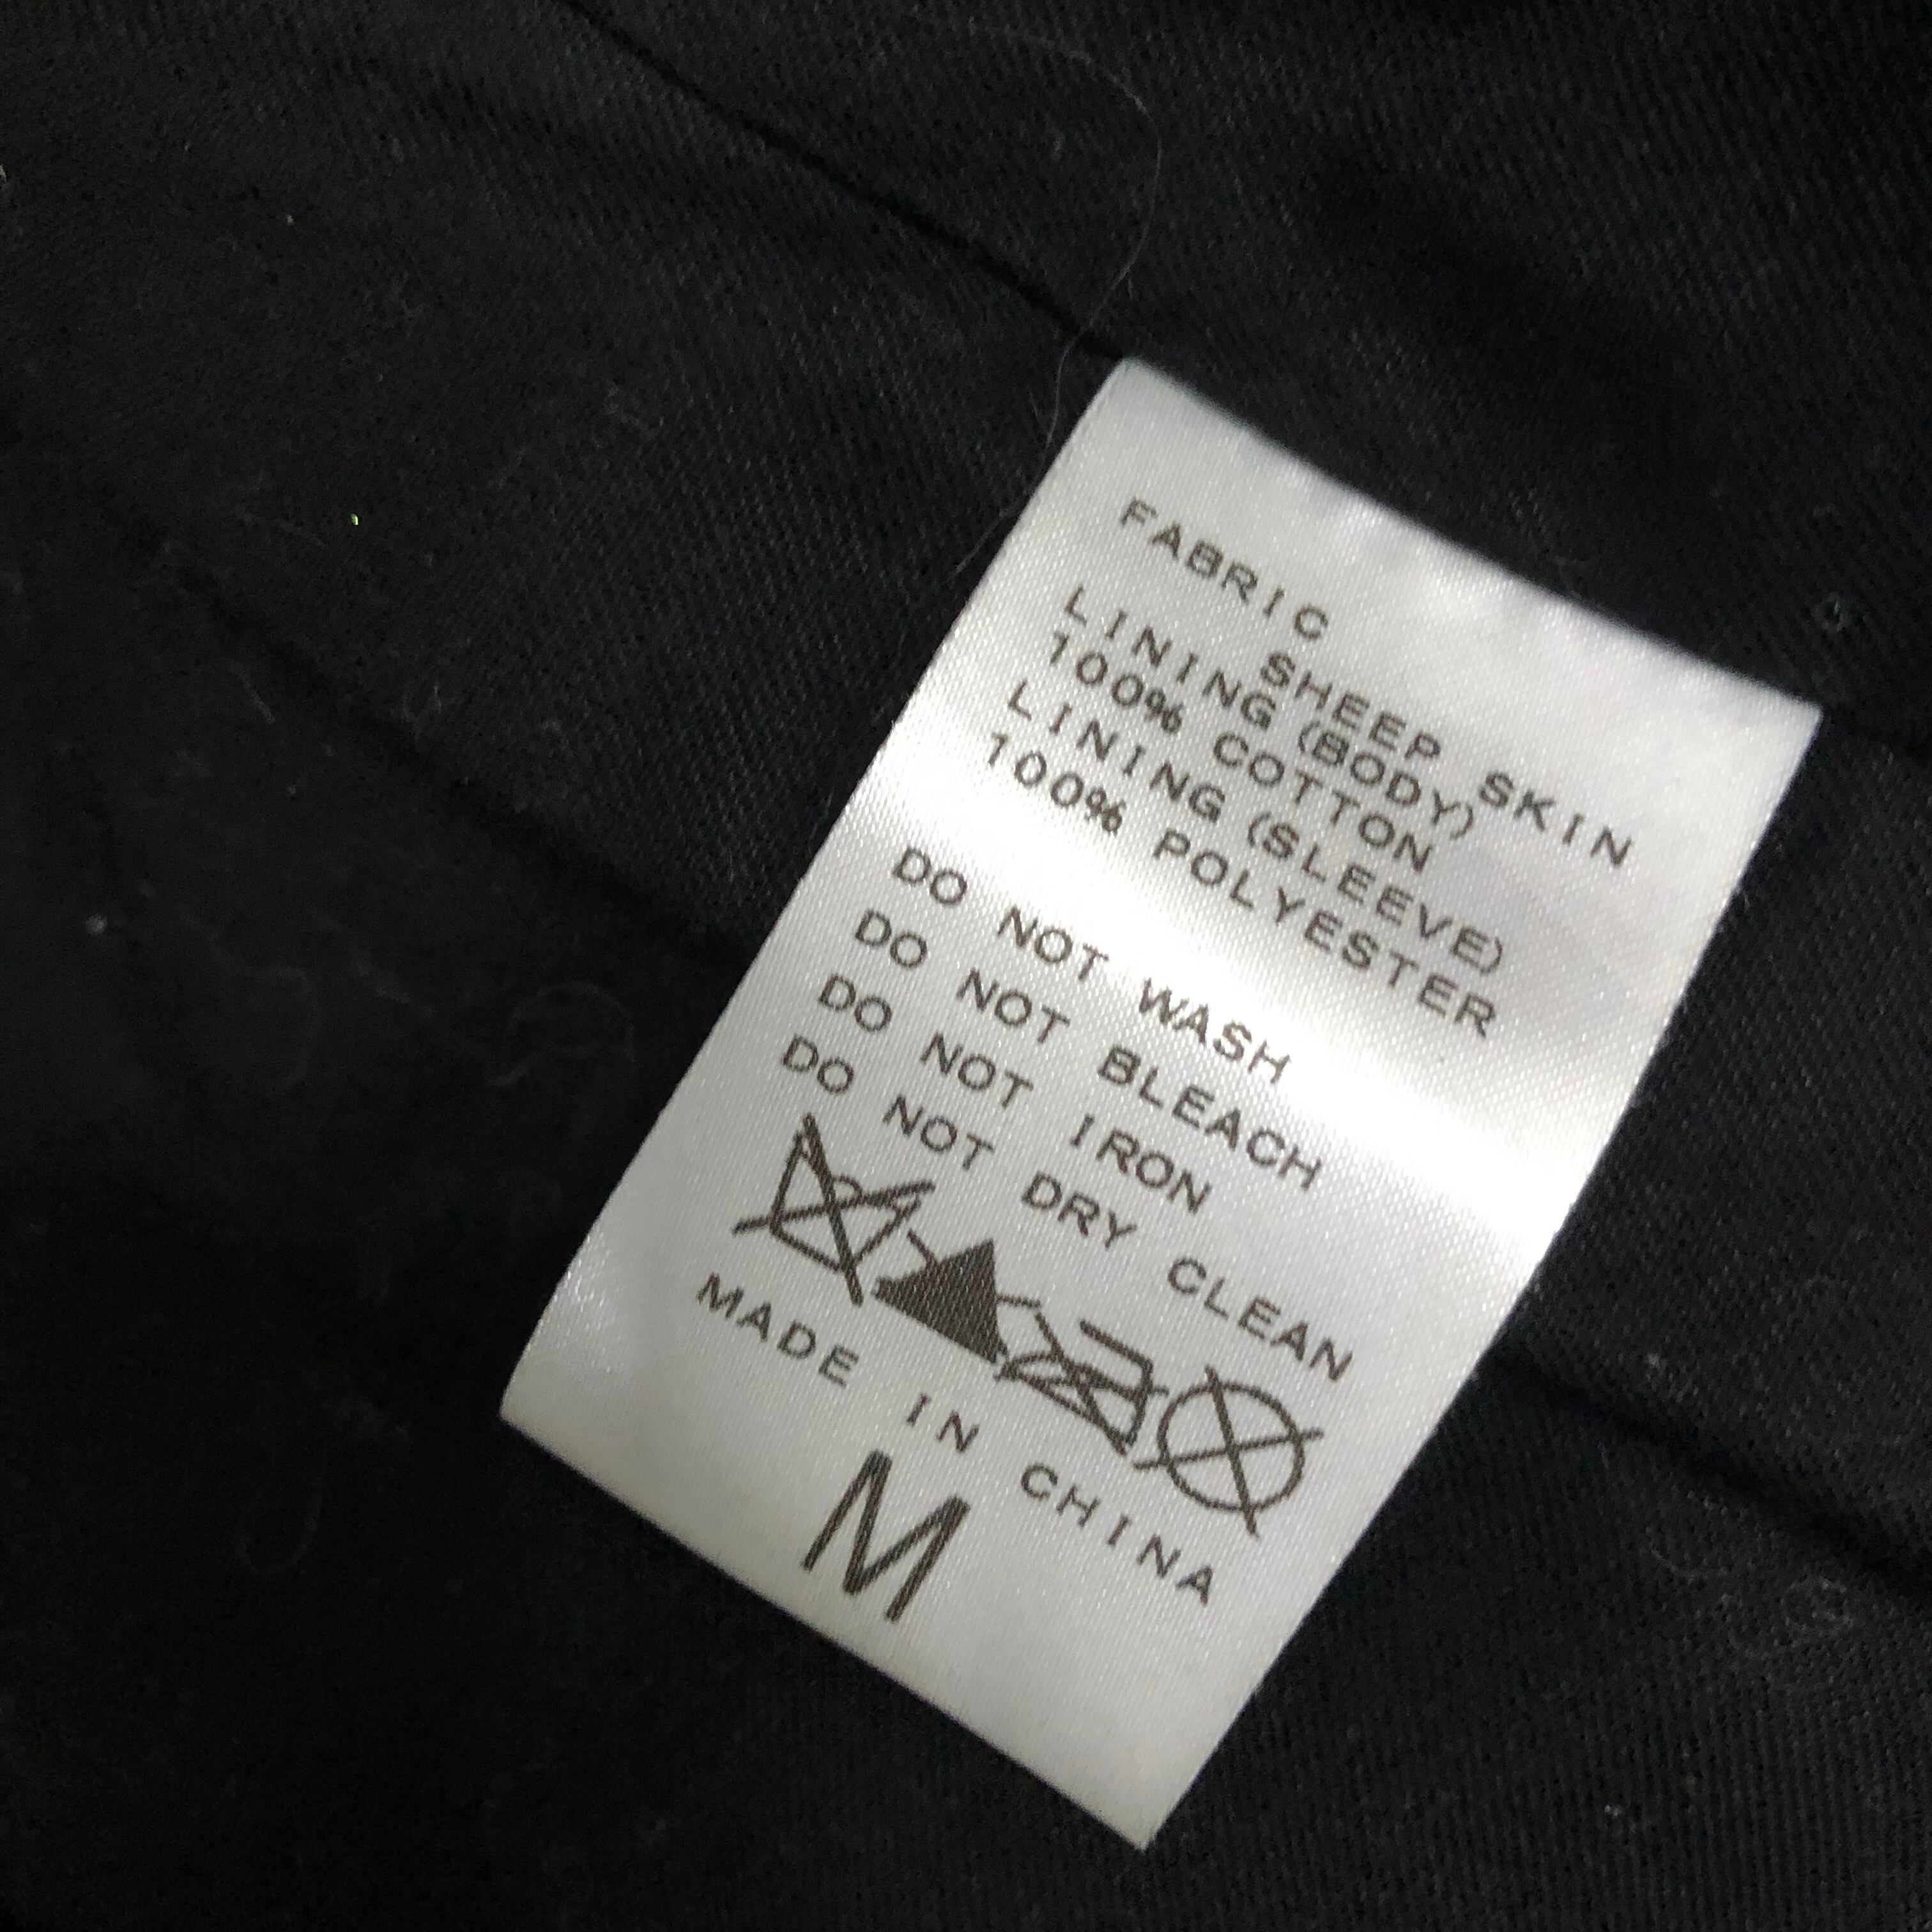 FABRIC
SHEEP SKIN
LINING (BODY)
100% COTTON
LINING (SLEEVE)
100% POLYESTER
DO NOT WASH
DO NOT BLEACH
DO NOT IRON
DO NOT DRY CLEAN
MADE IN CHINA
M